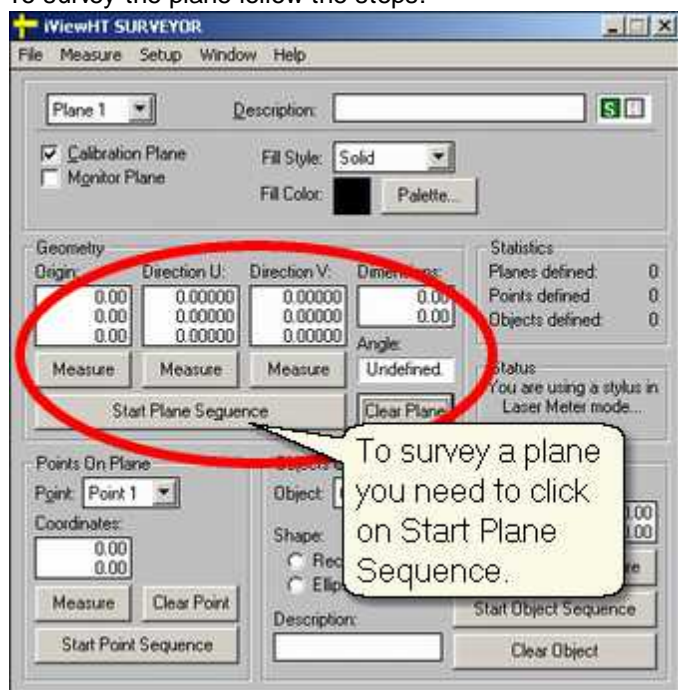 To survey the plane follow the steps:
iViewHT SURVEYOR
File Measure Setup Window Help
Plane 1 Description: S
Calibration Plane Fill Style: Solid
Monitor Plane
Fill Color: Palette...
Geometry Statistics
Origin: Direction U: Direction V: Dimensions: Planes defined: 0
0.00 0.00000 0.00000 0.00 Points defined 0
0.00 0.00000 0.00000 0.00 Objects defined: 0
0.00 0.00000 0.00000
Angle:
Measure Measure Measure Undefined. Status
You are using a stylus in
Start Plane Sequence Clear Plane Laser Meter mode...
To survey a plane
you need to click
on Start Plane
Sequence.
Points On Plane
Point: Point 1 Object:
Coordinates: Shape:
0.00
0.00
Measure Clear Point
Description: Start Object Sequence
Start Point Sequence Clear Object